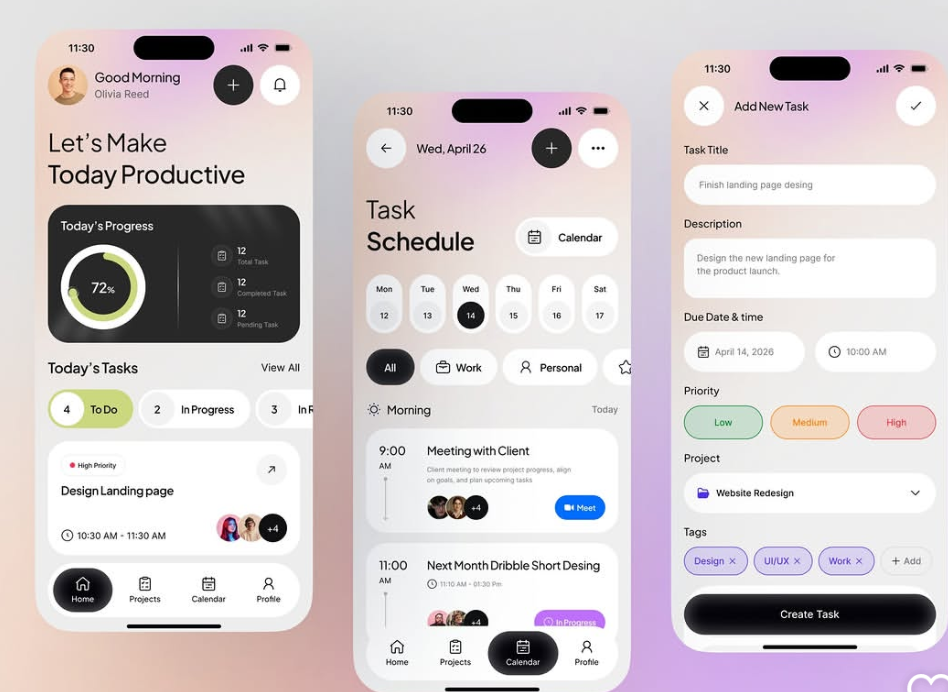 11:30
Good Morning
Olivia Reed
Let's Make
Today Productive
Today's Progress
72%
12
Total Task
12
Completed Task
12
Pending Task
Today's Tasks
View All
4 To Do
2 In Progress
3 In R
High Priority
Design Landing page
10:30 AM - 11:30 AM
+4
Home
Projects
Calendar
Profile
11:30
Wed, April 26
Task
Schedule
Calendar
Mon Tue Wed Thu Fri Sat
12 13 14 15 16 17
All
Work
Personal
Morning
Today
9:00
AM
Meeting with Client
Client meeting to review project progress, align
on goals, and plan upcoming tasks
+4
Meet
11:00
AM
Next Month Dribble Short Desing
11:10 AM - 01:30 Pm
+4
In Progress
Home
Projects
Calendar
Profile
11:30
Add New Task
Task Title
Finish landing page desing
Description
Design the new landing page for
the product launch.
Due Date & time
April 14, 2026
10:00 AM
Priority
Low
Medium
High
Project
Website Redesign
Tags
Design ×
UI/UX ×
Work ×
+ Add
Create Task